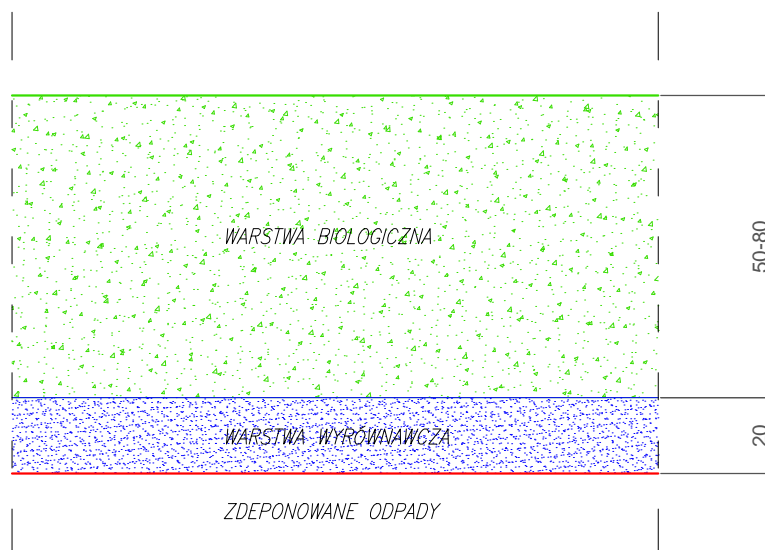 WARSTWA BIOLOGICZNA
50-80
WARSTWA WYRÓWNAWCZA
20
ZDEPONOWANE ODPADY